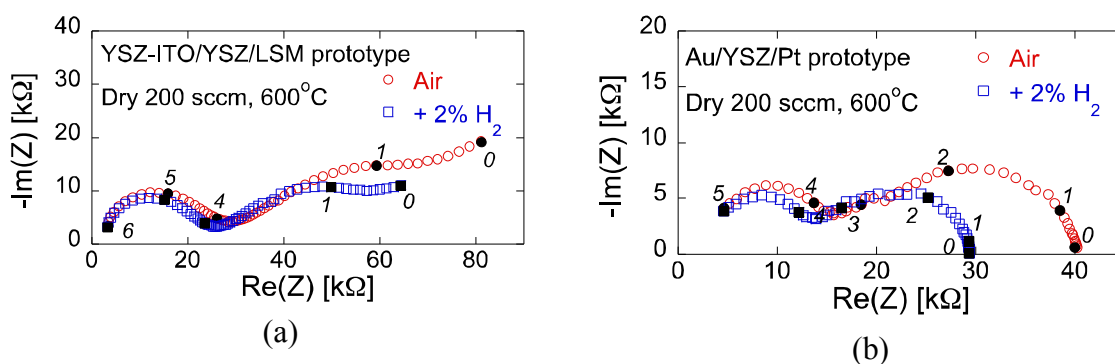 YSZ-ITO/YSZ/LSM prototype
Air
Dry 200 sccm, 600°C
+ 2% H2
-Im(Z) [kΩ]
40
30
20
10
0
5
4
6
1
0
1
0
0 20 40 60 80
Re(Z) [kΩ]
(a)
Au/YSZ/Pt prototype
Air
Dry 200 sccm, 600°C
+ 2% H2
-Im(Z) [kΩ]
20
15
10
5
0
2
5
4
4
3
2
1
1
0
0
0 10 20 30 40
Re(Z) [kΩ]
(b)